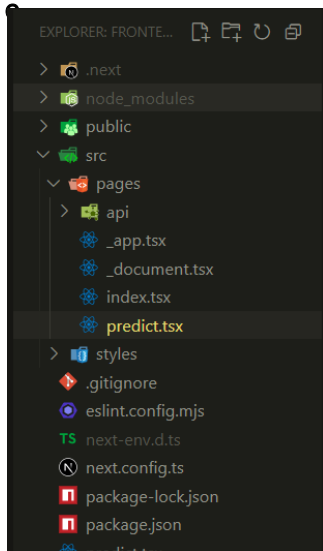 EXPLORER: FRONTE...
.next
node_modules
public
src
pages
api
_app.tsx
_document.tsx
index.tsx
predict.tsx
styles
.gitignore
eslint.config.mjs
TS next-env.d.ts
N next.config.ts
package-lock.json
package.json